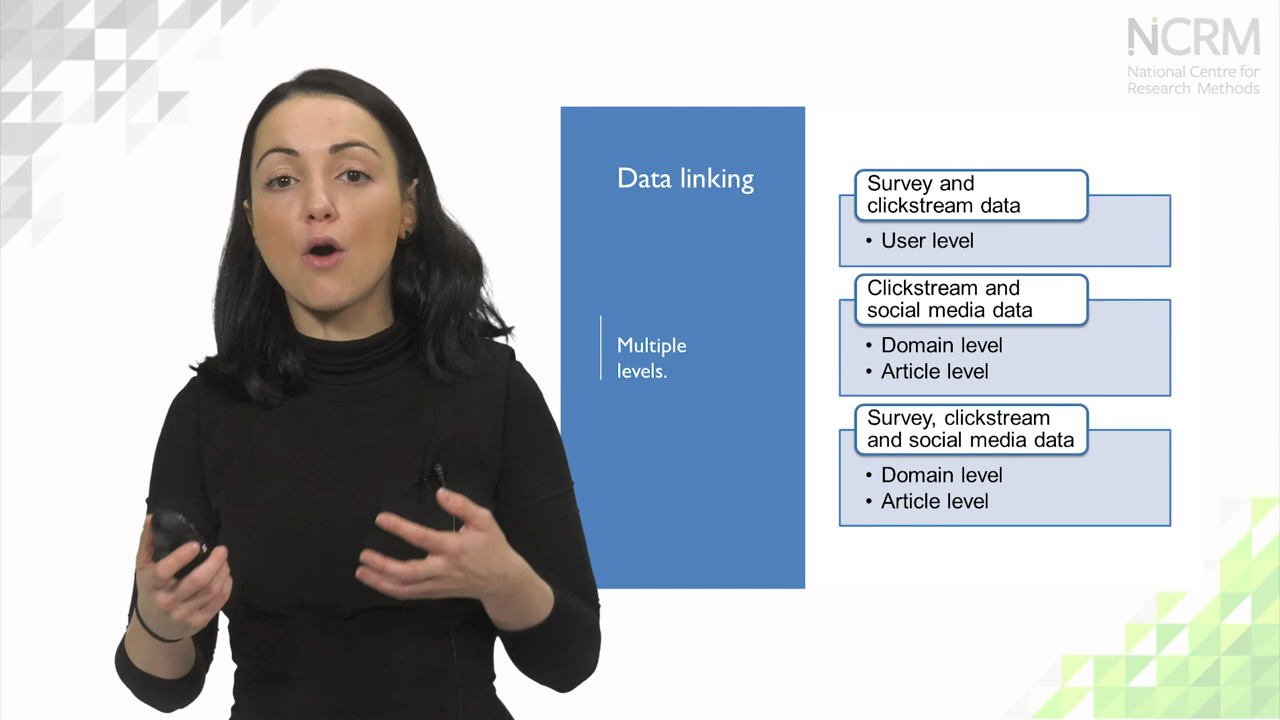 NCRM
National Centre for
Research Methods
Data linking
Multiple
levels.
Survey and
clickstream data
• User level
Clickstream and
social media data
• Domain level
• Article level
Survey, clickstream
and social media data
• Domain level
• Article level